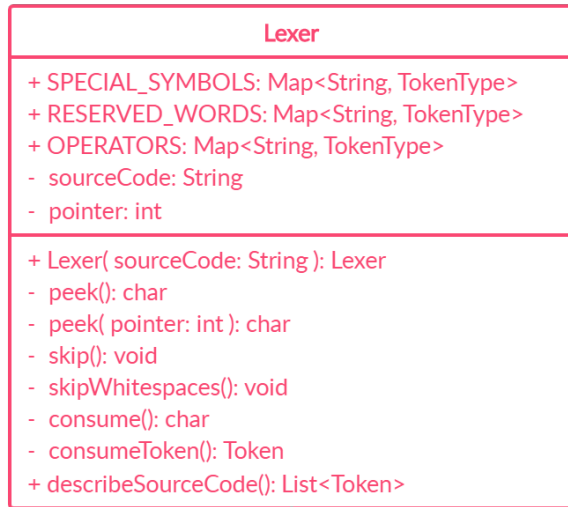 Lexer
+ SPECIAL_SYMBOLS: Map<String, TokenType>
+ RESERVED_WORDS: Map<String, TokenType>
+ OPERATORS: Map<String, TokenType>
- sourceCode: String
- pointer: int
+ Lexer( sourceCode: String ): Lexer
- peek(): char
- peek( pointer: int ): char
- skip(): void
- skipWhitespaces(): void
- consume(): char
- consumeToken(): Token
+ describeSourceCode(): List<Token>